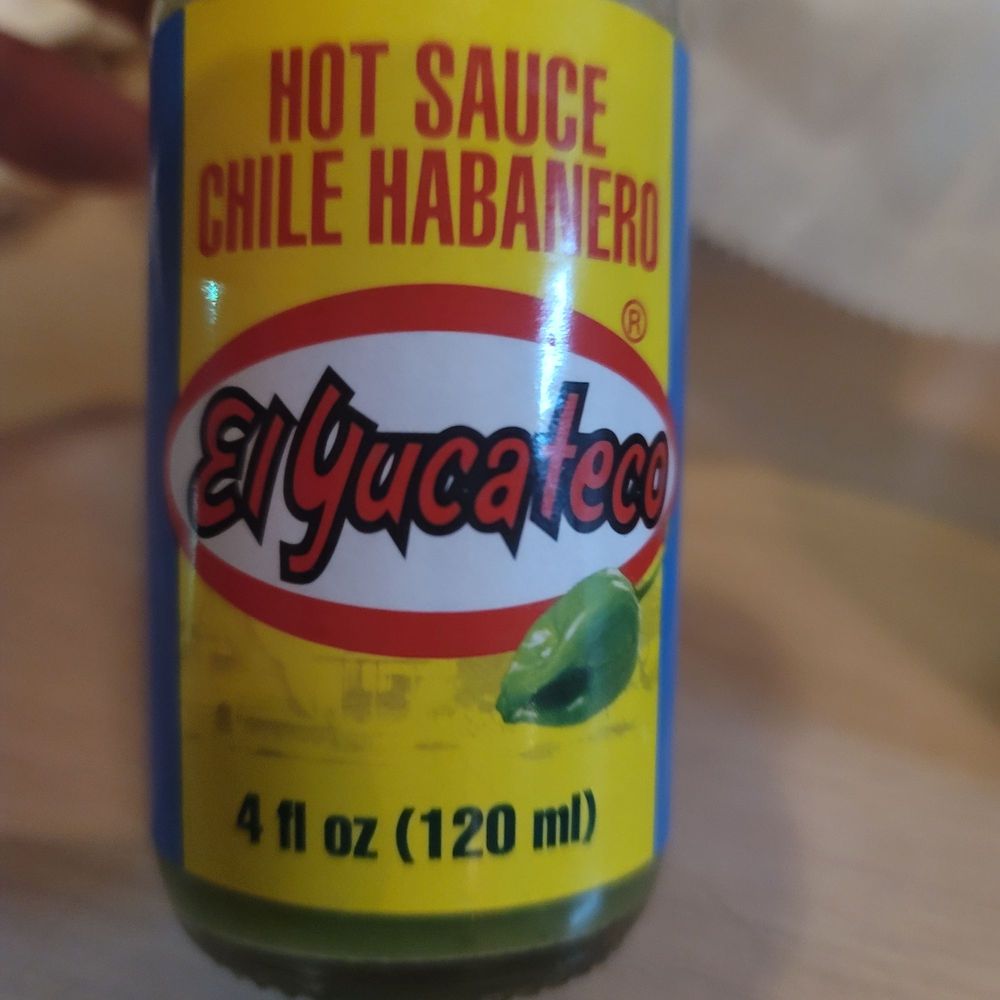 HOT SAUCE
CHILE HABANERO
®
El Yucateco
4 fl oz (120 ml)